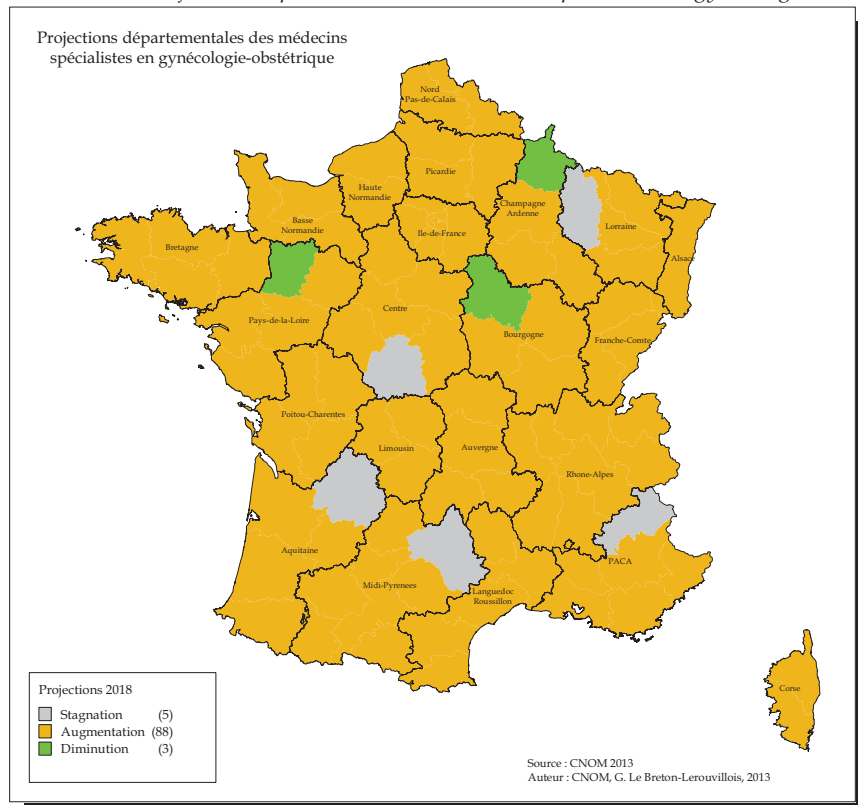 Projections départementales des médecins
spécialistes en gynécologie-obstétrique
Nord
Pas-de-Calais
Picardie
Haute
Normandie
Champagne
Ardenne
Basse
Normandie
Ile-de-France
Lorraine
Bretagne
Alsace
Centre
Pays-de-la-Loire
Bourgogne
Franche-Comte
Poitou-Charentes
Limousin
Auvergne
Rhone-Alpes
Aquitaine
PACA
Midi-Pyrenees
Languedoc
Roussillon
Corse
Projections 2018
Stagnation (5)
Augmentation (88)
Diminution (3)
Source : CNOM 2013
Auteur : CNOM, G. Le Breton-Lerouvillois, 2013